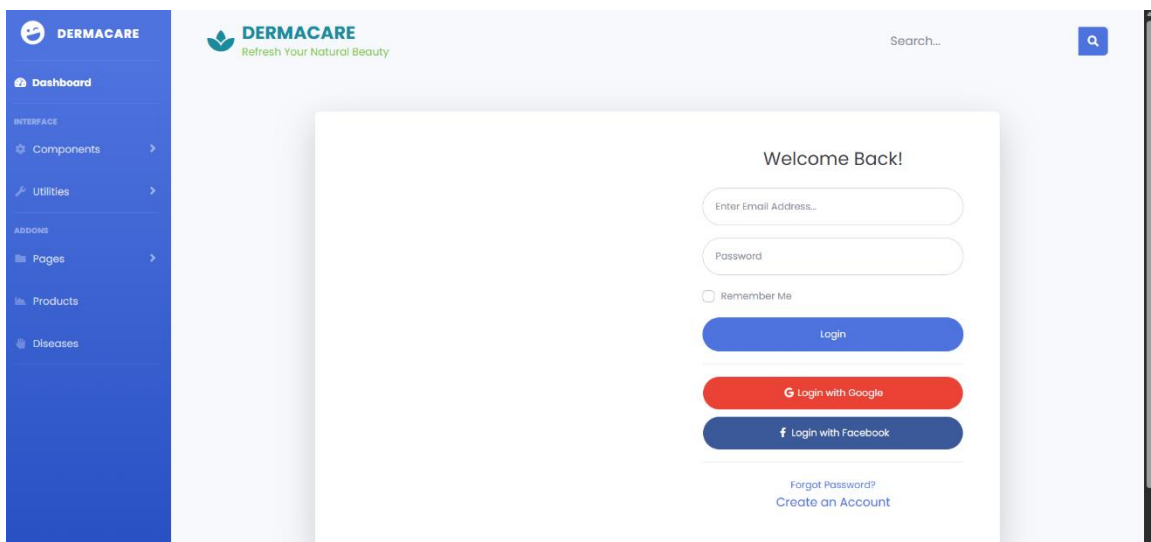 DERMACARE
Dashboard
INTERFACE
Components
Utilities
ADDONS
Pages
Products
Diseases
DERMACARE
Refresh Your Natural Beauty
Search...
Welcome Back!
Enter Email Address...
Password
Remember Me
Login
G Login with Google
f Login with Facebook
Forgot Password?
Create an Account